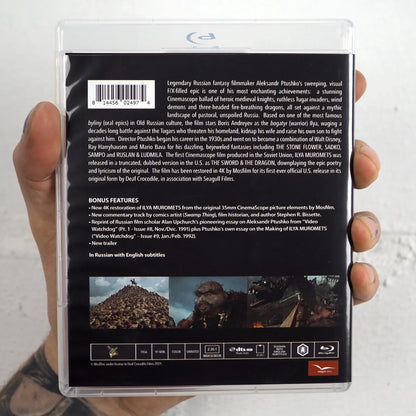 Legendary Russian fantasy filmmaker Aleksandr Ptushko's sweeping, visual
F/X-filled epic is one of his most enchanting achievements: a stunning
Cinemascope ballad of heroic medieval knights, ruthless Tugar invaders, wind
demons and three-headed fire-breathing dragons, all set against a mythic
landscape of pastoral, unspoiled Russia. Based on one of the most famous
8 14456 02497 4
byliny (oral epics) in Old Russian culture, the film stars Boris Andreyev as the bogatyr (warrior) Ilya, waging a
decades long battle against the Tugars who threaten his homeland, kidnap his wife and raise his own son to fight
against him. Director Ptushko began his career in the 1930s and went on to become a combination of Walt Disney,
Ray Harryhausen and Mario Bava for his dazzling, bejeweled fantasies including THE STONE FLOWER, SADKO,
SAMPO and RUSLAN & LUDMILA. The first Cinemascope film produced in the Soviet Union, ILYA MUROMETS was
released in a truncated, dubbed version in the U.S. as THE SWORD & THE DRAGON, downplaying the epic poetry
and lyricism of the original. The film has been restored in 4K by Mosfilm for its first ever official U.S. release in its
original form by Deaf Crocodile, in association with Seagull Films.
BONUS FEATURES
• New 4K restoration of ILYA MUROMETS from the original 35mm CinemaScope picture elements by Mosfilm.
• New commentary track by comics artist (Swamp Thing), film historian, and author Stephen R. Bissette.
• Reprint of Russian film scholar Alan Upchurch's pioneering essay on Aleksandr Ptushko from "Video
Watchdog" (Pt. 1 - Issue #8, Nov./Dec. 1991) plus Ptushko's own essay on the Making of ILYA MUROMETS
("Video Watchdog" - Issue #9, Jan./Feb. 1992).
• New trailer
In Russian with English subtitles
1956
91 MIN.
COLOR
UNRATED
2.35:1
WIDESCREEN
dts
ENGLISH
SUBTITLES
A
Blu-ray